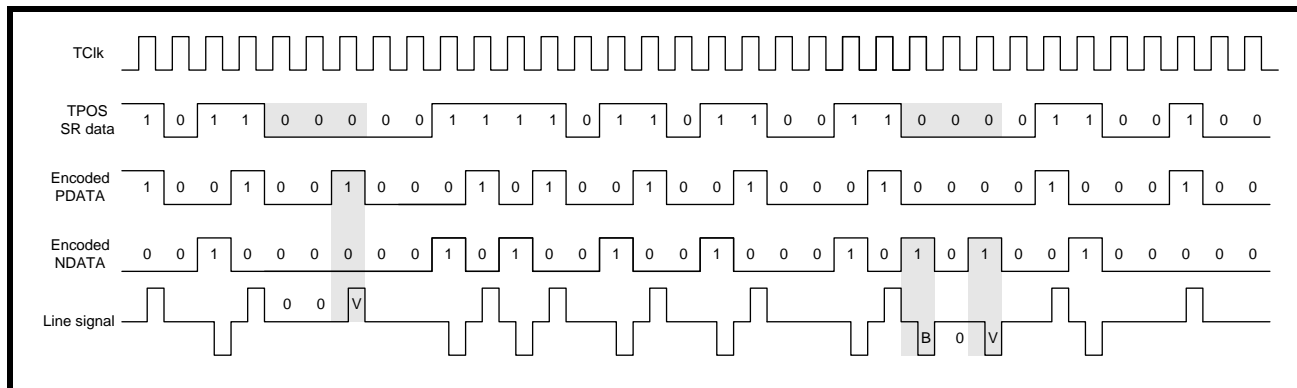 TClk
TPOS
SR data
1 0 1 1 0 0 0 0 0 1 1 1 1 0 1 1 0 1 1 0 0 1 1 0 0 0 0 1 1 0 0 1 0 0
Encoded
PDATA
1 0 0 1 0 0 1 0 0 0 1 0 1 0 0 1 0 0 1 0 0 0 1 0 0 0 0 1 0 0 0 1 0 0
Encoded
NDATA
0 0 1 0 0 0 0 0 0 1 0 1 0 0 1 0 0 1 0 0 0 1 0 1 0 1 0 0 1 0 0 0 0 0
Line signal
0 0 V
B 0 V